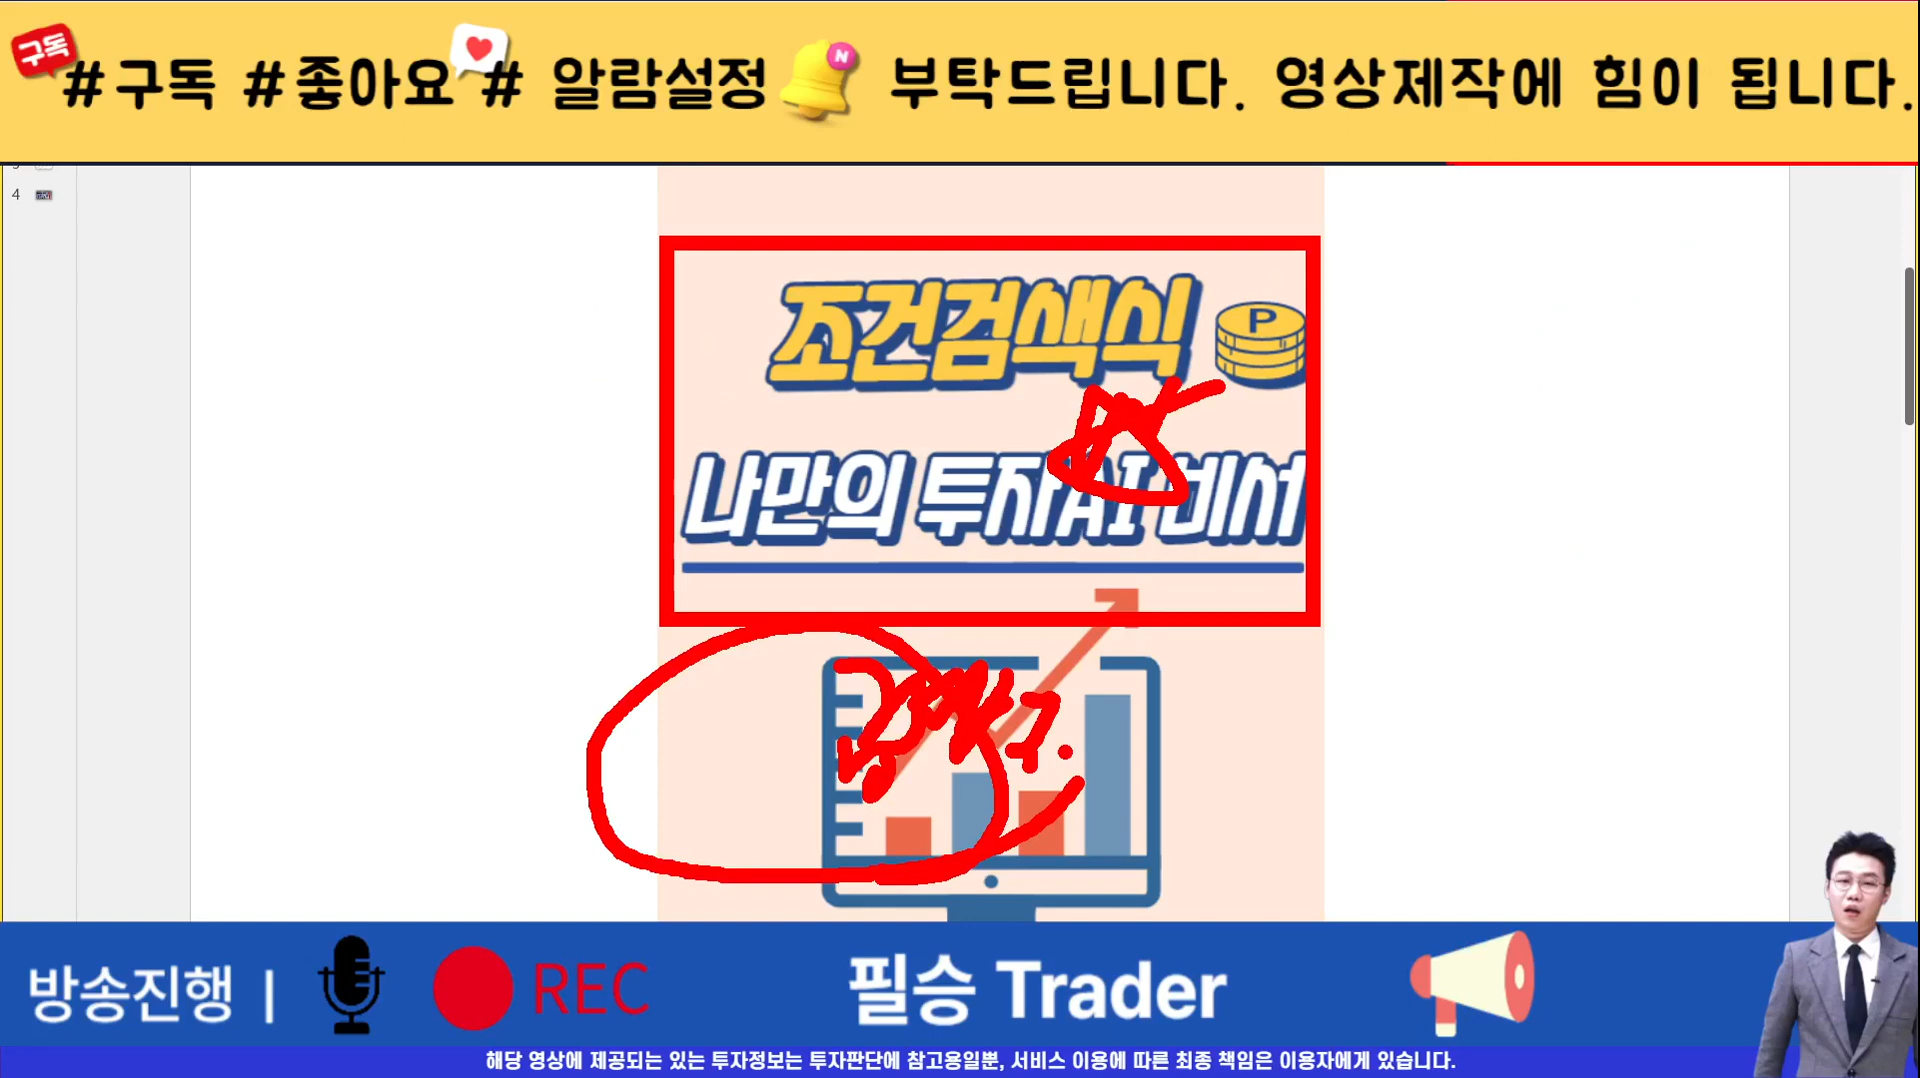 구독
#구독 #좋아요 # 알람설정 N 부탁드립니다. 영상제작에 힘이 됩니다.
4
조건검색식 P
나만의 투자AI 비서
방송진행 | REC 필승 Trader
해당 영상에 제공되는 있는 투자정보는 투자판단에 참고용일뿐, 서비스 이용에 따른 최종 책임은 이용자에게 있습니다.